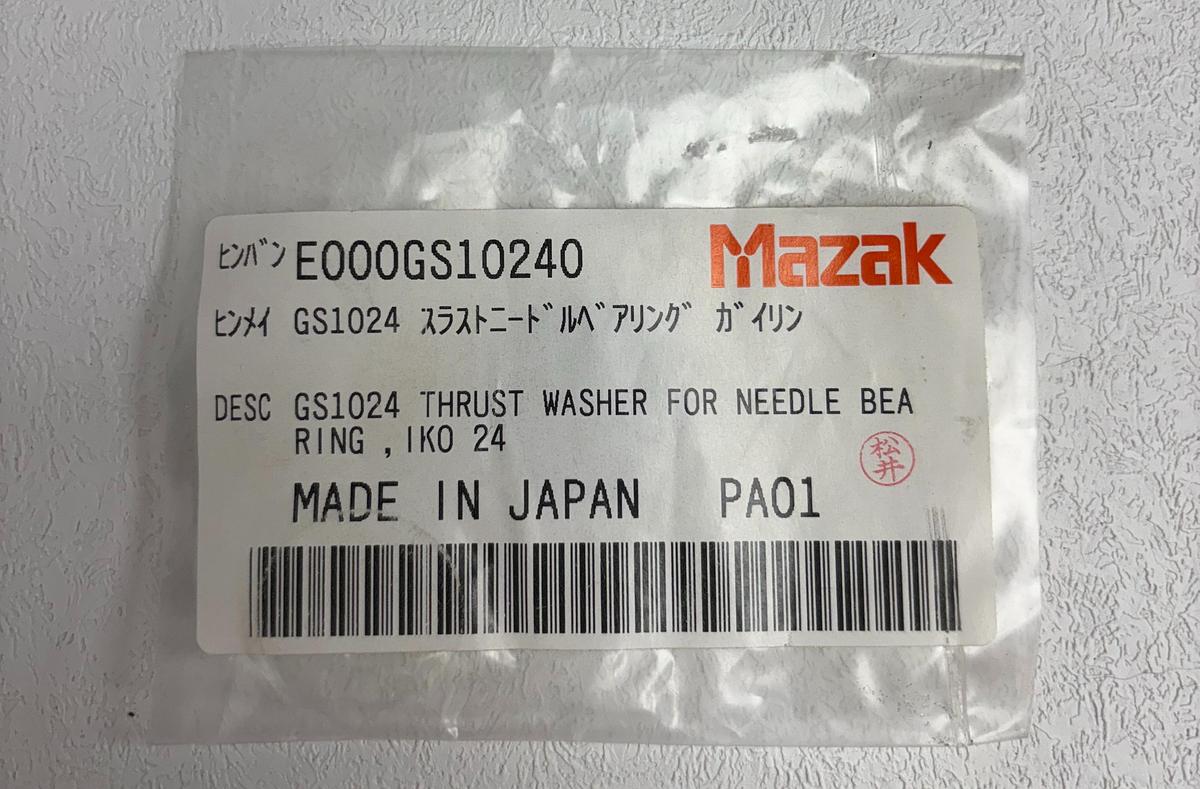 ﾋﾝﾊﾞﾝ E000GS10240 Mazak
ﾋﾝﾒｲ GS1024 ｽﾗｽﾄﾆｰﾄﾞﾙﾍﾞｱﾘﾝｸﾞ ｶﾞｲﾘﾝ
DESC GS1024 THRUST WASHER FOR NEEDLE BEA
RING ,IKO 24
松井
MADE IN JAPAN PA01